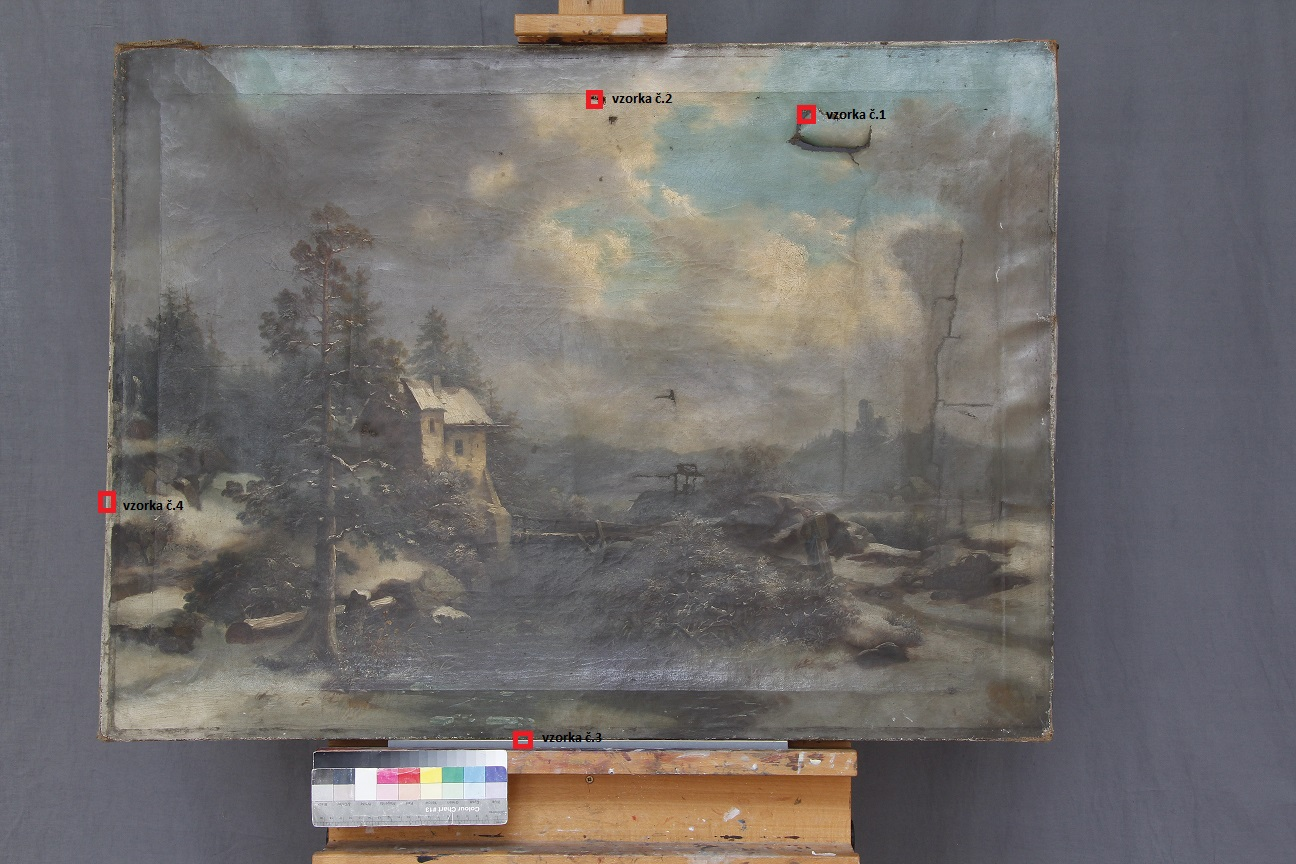 vzorka č.2
vzorka č.1
vzorka č.4
vzorka č.3
Colour Chart #13